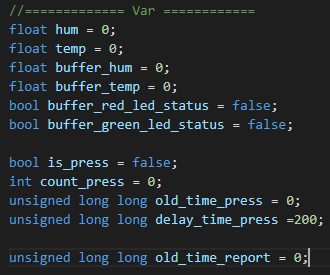 //============= Var ============
float hum = 0;
float temp = 0;
float buffer_hum = 0;
float buffer_temp = 0;
bool buffer_red_led_status = false;
bool buffer_green_led_status = false;
bool is_press = false;
int count_press = 0;
unsigned long long old_time_press = 0;
unsigned long long delay_time_press =200;
unsigned long long old_time_report = 0;